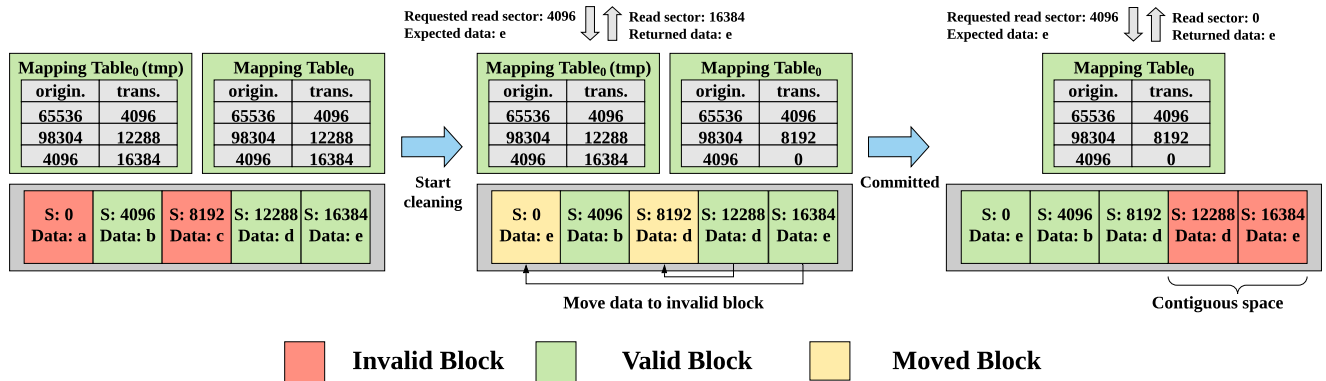 Requested read sector: 4096
Expected data: e
Read sector: 16384
Returned data: e
Requested read sector: 4096
Expected data: e
Read sector: 0
Returned data: e
Mapping Table₀ (tmp)
origin. trans.
65536 4096
98304 12288
4096 16384
Mapping Table₀
origin. trans.
65536 4096
98304 12288
4096 16384
S: 0
Data: a
S: 4096
Data: b
S: 8192
Data: c
S: 12288
Data: d
S: 16384
Data: e
Start
cleaning
Mapping Table₀ (tmp)
origin. trans.
65536 4096
98304 12288
4096 16384
Mapping Table₀
origin. trans.
65536 4096
98304 8192
4096 0
S: 0
Data: e
S: 4096
Data: b
S: 8192
Data: d
S: 12288
Data: d
S: 16384
Data: e
Move data to invalid block
Committed
Mapping Table₀
origin. trans.
65536 4096
98304 8192
4096 0
S: 0
Data: e
S: 4096
Data: b
S: 8192
Data: d
S: 12288
Data: d
S: 16384
Data: e
Contiguous space
Invalid Block
Valid Block
Moved Block